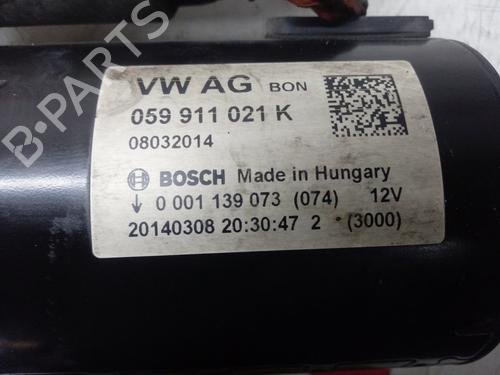 VW AG BON
059 911 021 K
08032014
BOSCH Made in Hungary
↓ 0 001 139 073 (074) 12V
20140308 20:30:47 2 (3000)